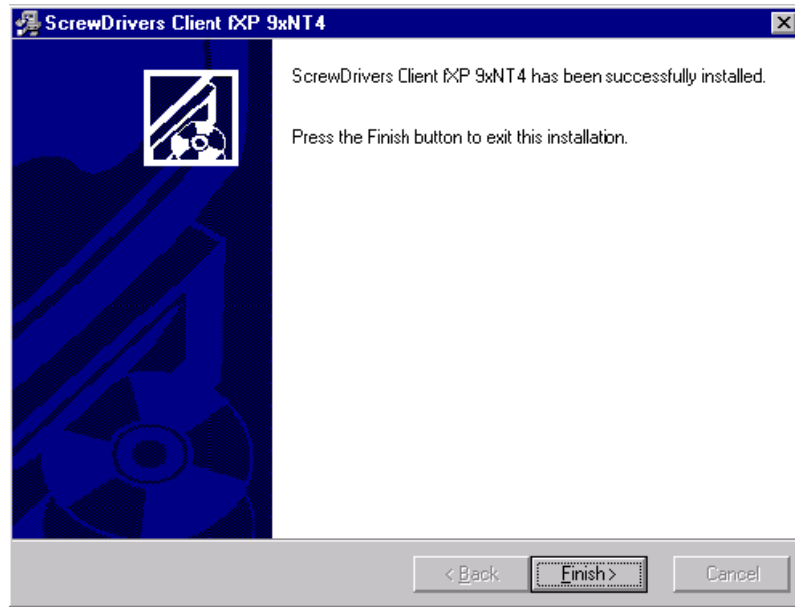 ScrewDrivers Client fXP 9xNT4
ScrewDrivers Client fXP 9xNT4 has been successfully installed.
Press the Finish button to exit this installation.
< Back
Finish >
Cancel